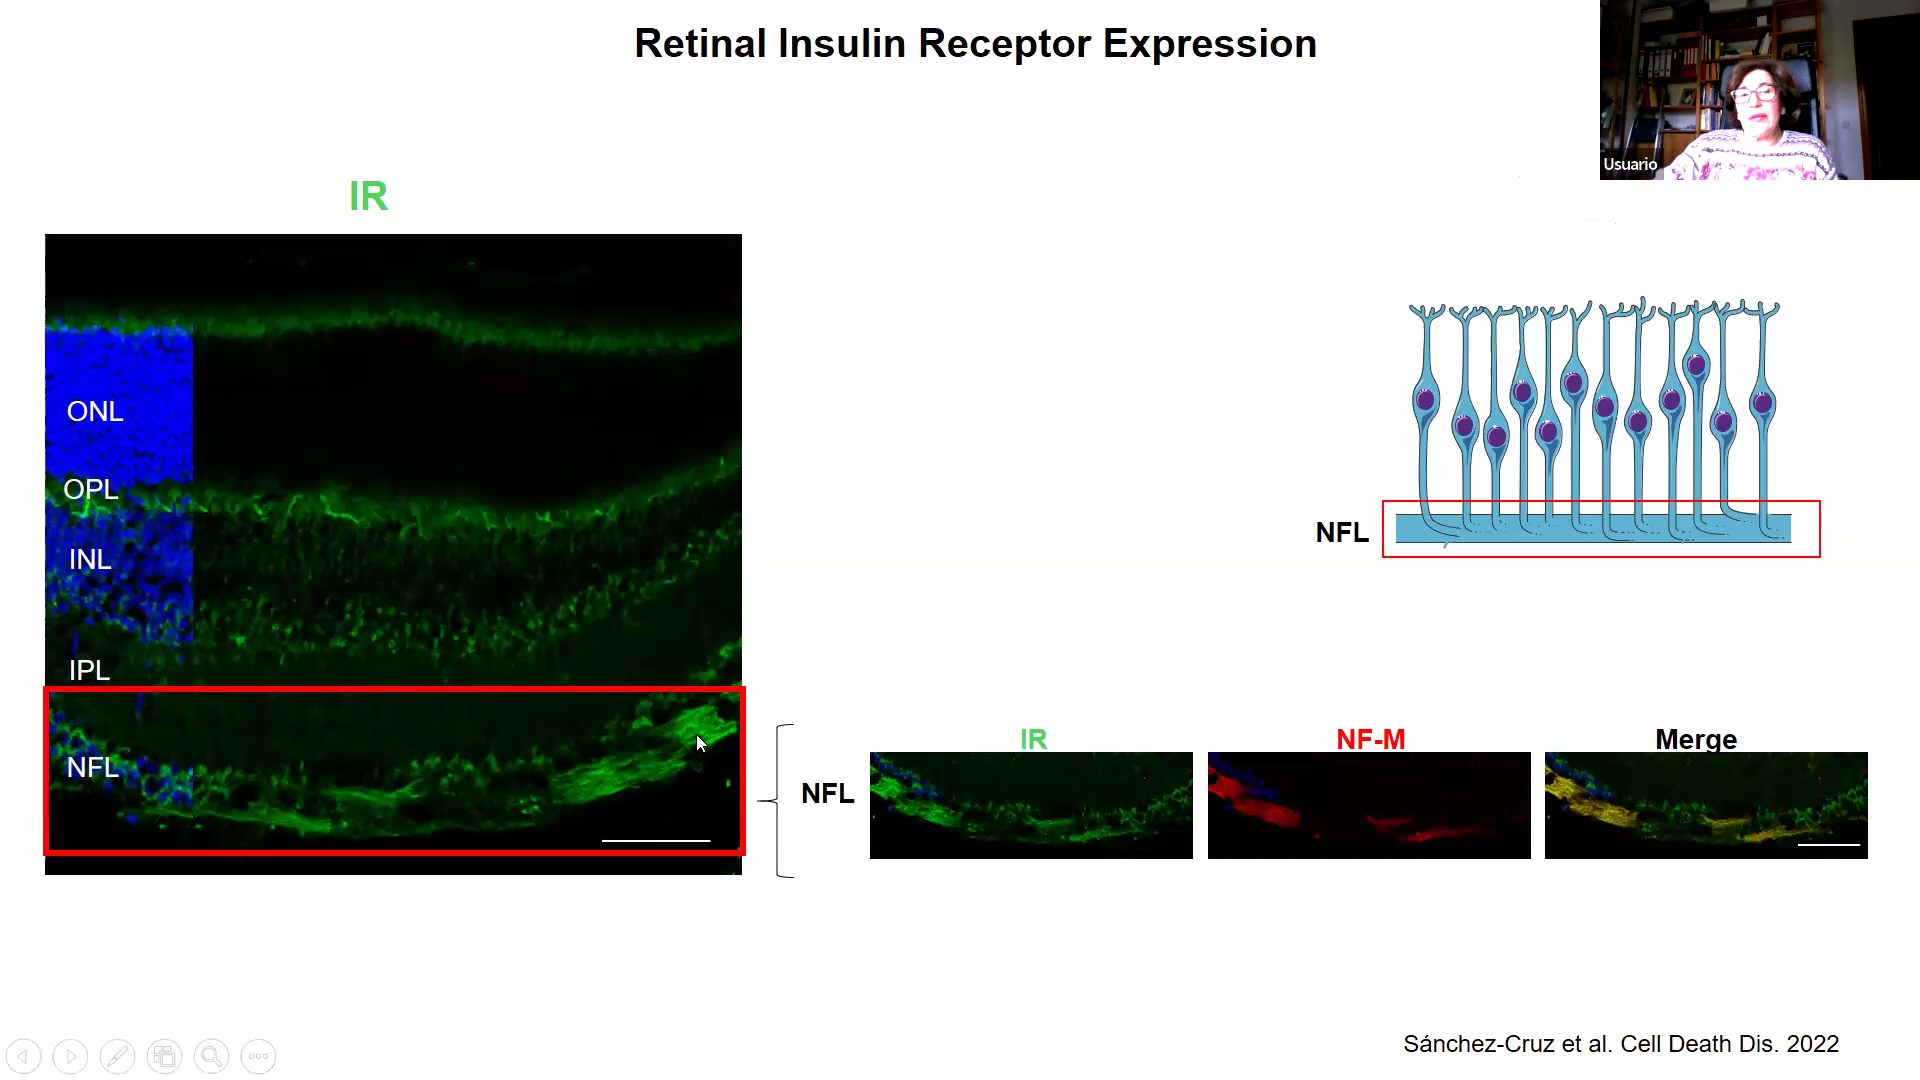 Retinal Insulin Receptor Expression
Usuario
IR
ONL
OPL
INL
IPL
NFL
NFL
NFL
IR
NF-M
Merge
Sánchez-Cruz et al. Cell Death Dis. 2022